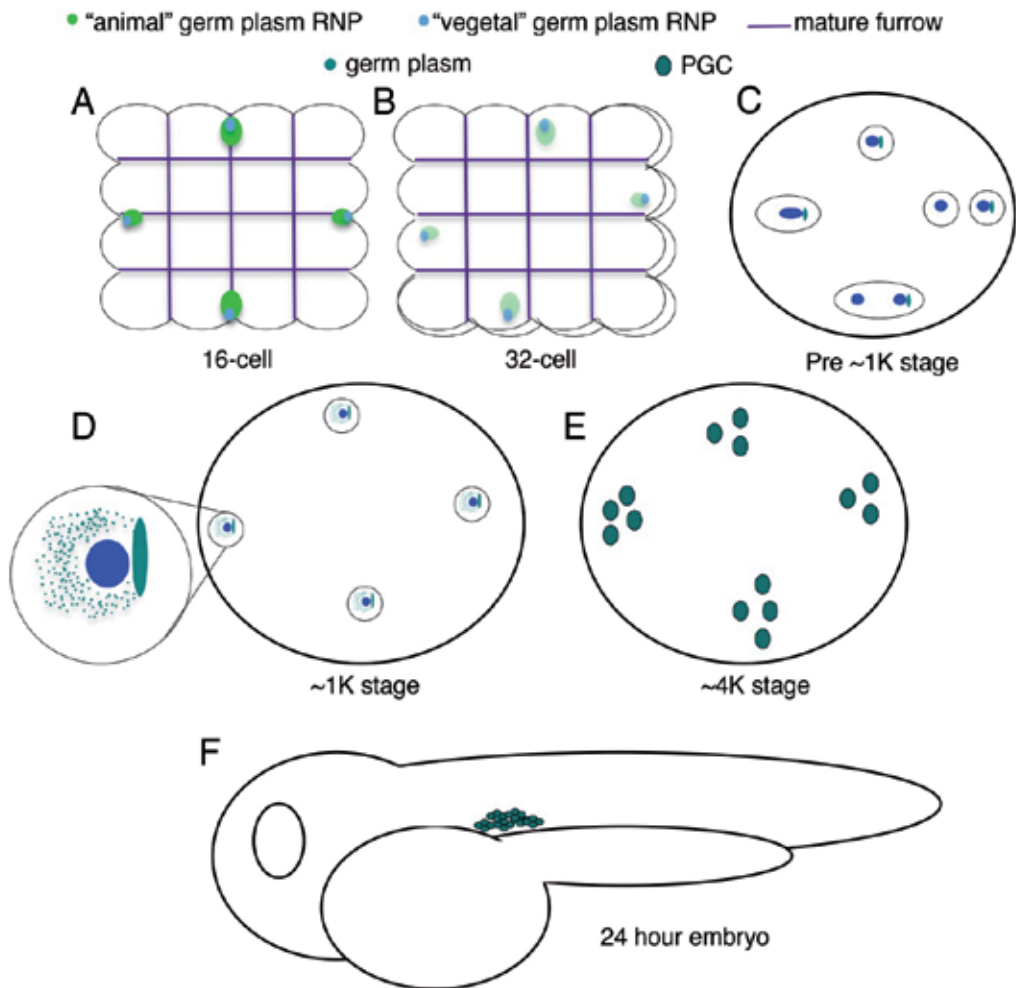 “animal” germ plasm RNP “vegetal” germ plasm RNP mature furrow
germ plasm PGC
A B C
16-cell 32-cell Pre ~1K stage
D E
~1K stage ~4K stage
F
24 hour embryo